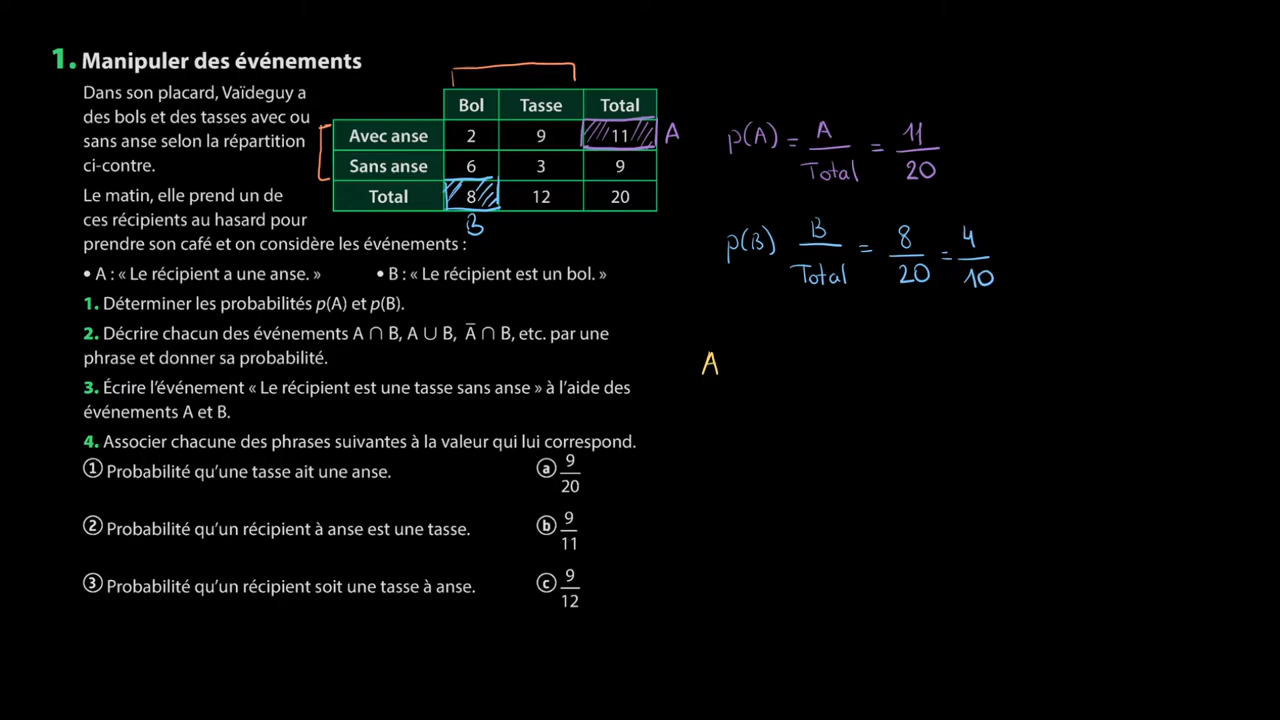 1. Manipuler des événements
Dans son placard, Vaïdeguy a
des bols et des tasses avec ou
sans anse selon la répartition
ci-contre.
Le matin, elle prend un de
ces récipients au hasard pour
prendre son café et on considère les événements :
Bol Tasse Total
Avec anse 2 9 11 A
Sans anse 6 3 9
Total 8 12 20
B
• A : « Le récipient a une anse. » • B : « Le récipient est un bol. »
1. Déterminer les probabilités p(A) et p(B).
2. Décrire chacun des événements A ∩ B, A ∪ B, A̅ ∩ B, etc. par une
phrase et donner sa probabilité.
3. Écrire l'événement « Le récipient est une tasse sans anse » à l'aide des
événements A et B.
4. Associer chacune des phrases suivantes à la valeur qui lui correspond.
① Probabilité qu'une tasse ait une anse. ⓐ 9/20
② Probabilité qu'un récipient à anse est une tasse. ⓑ 9/11
③ Probabilité qu'un récipient soit une tasse à anse. ⓒ 9/12
p(A) = A/Total = 11/20
p(B) B/Total = 8/20 = 4/10
A